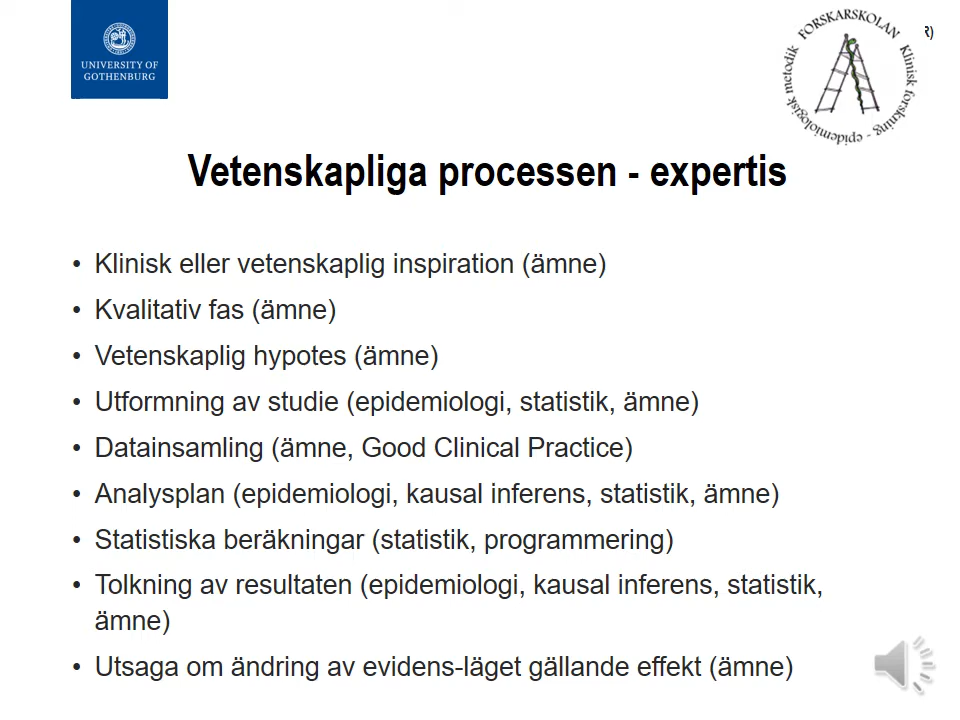 UNIVERSITY OF
GOTHENBURG
FORSKARSKOLAN
Klinisk forskning - epidemiologisk metodik
R)
Vetenskapliga processen - expertis
• Klinisk eller vetenskaplig inspiration (ämne)
• Kvalitativ fas (ämne)
• Vetenskaplig hypotes (ämne)
• Utformning av studie (epidemiologi, statistik, ämne)
• Datainsamling (ämne, Good Clinical Practice)
• Analysplan (epidemiologi, kausal inferens, statistik, ämne)
• Statistiska beräkningar (statistik, programmering)
• Tolkning av resultaten (epidemiologi, kausal inferens, statistik,
ämne)
• Utsaga om ändring av evidens-läget gällande effekt (ämne)